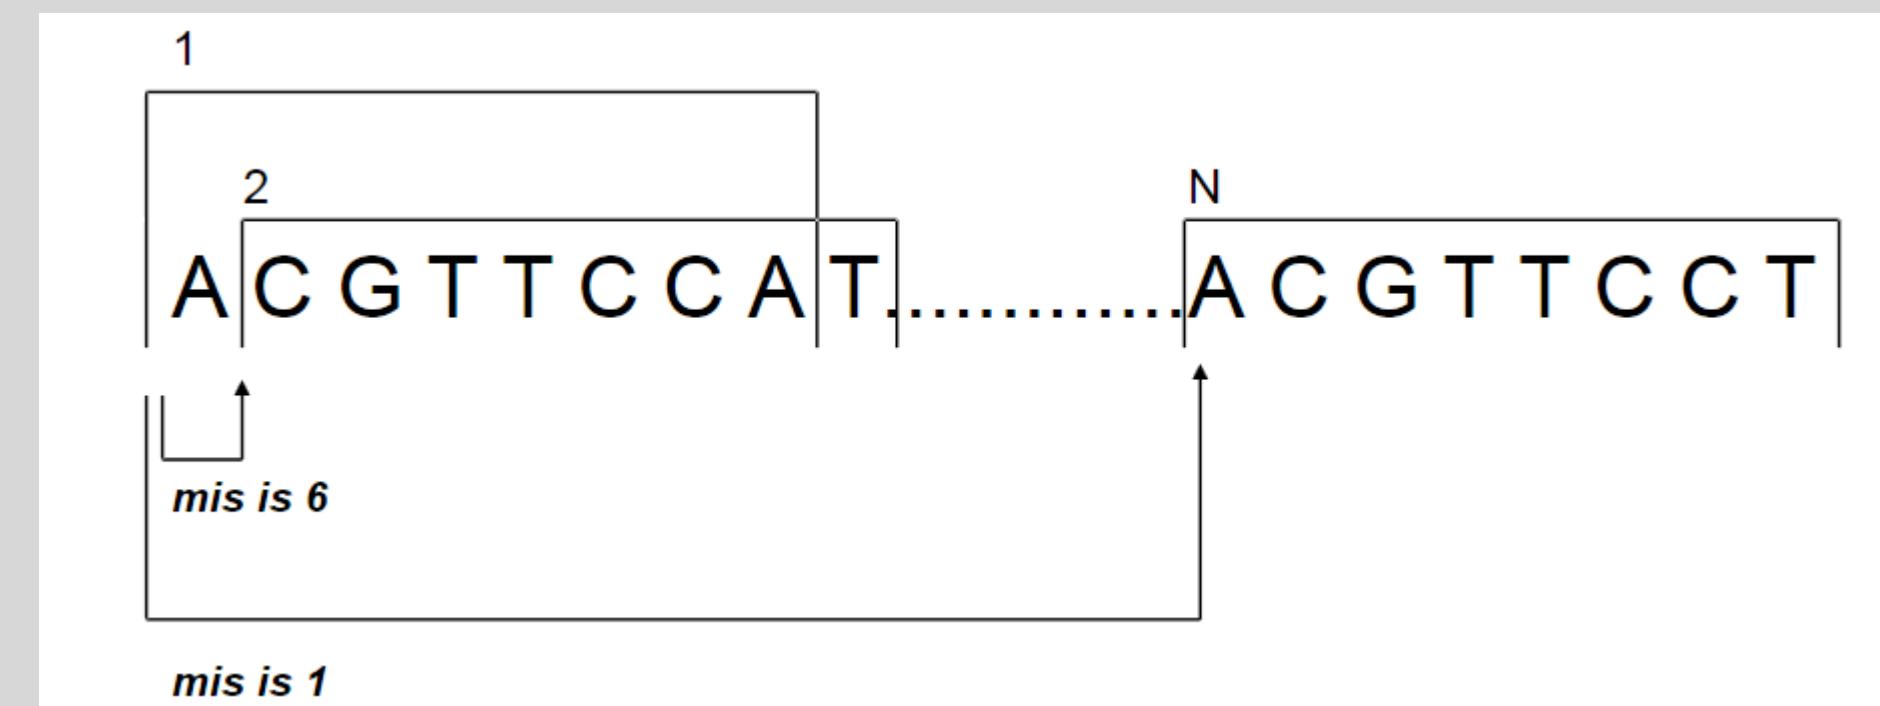 1
2 N
A C G T T C C A T.............A C G T T C C T
mis is 6
mis is 1